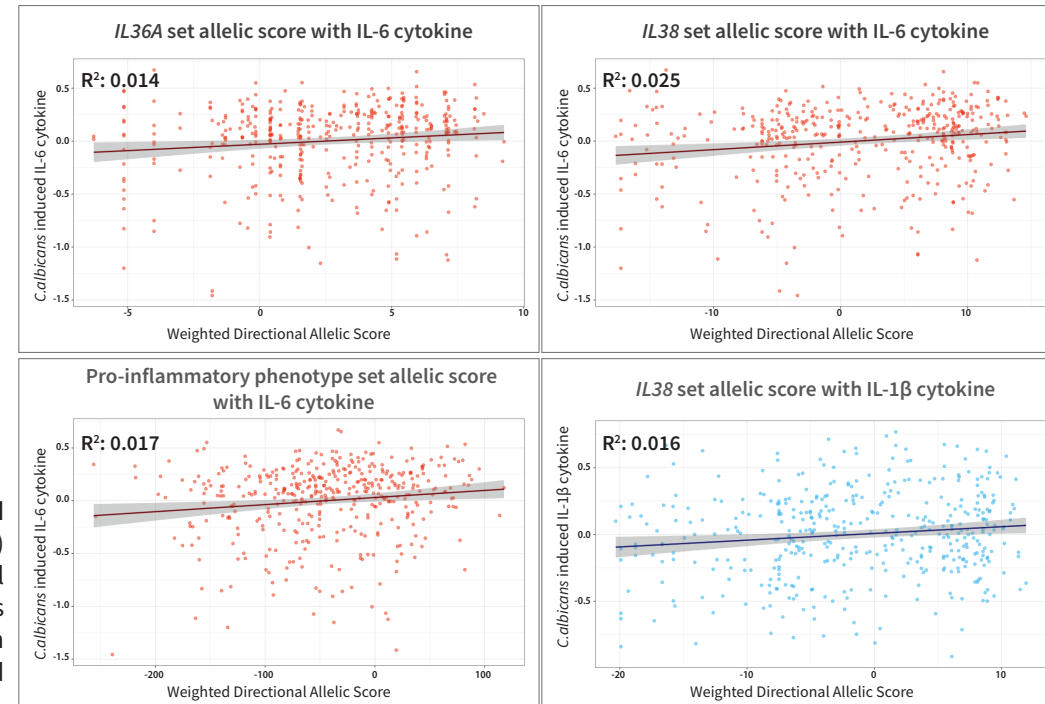 IL36A set allelic score with IL-6 cytokine
R²: 0.014
C.albicans induced IL-6 cytokine
0.5
0.0
-0.5
-1.0
-1.5
-5
0
5
10
Weighted Directional Allelic Score
IL38 set allelic score with IL-6 cytokine
R²: 0.025
C.albicans induced IL-6 cytokine
0.5
0.0
-0.5
-1.0
-1.5
-10
0
10
Weighted Directional Allelic Score
Pro-inflammatory phenotype set allelic score
with IL-6 cytokine
R²: 0.017
C.albicans induced IL-6 cytokine
0.5
0.0
-0.5
-1.0
-1.5
-200
-100
0
100
Weighted Directional Allelic Score
IL38 set allelic score with IL-1β cytokine
R²: 0.016
C.albicans induced IL-1β cytokine
0.5
0.0
-0.5
-20
-10
0
10
Weighted Directional Allelic Score